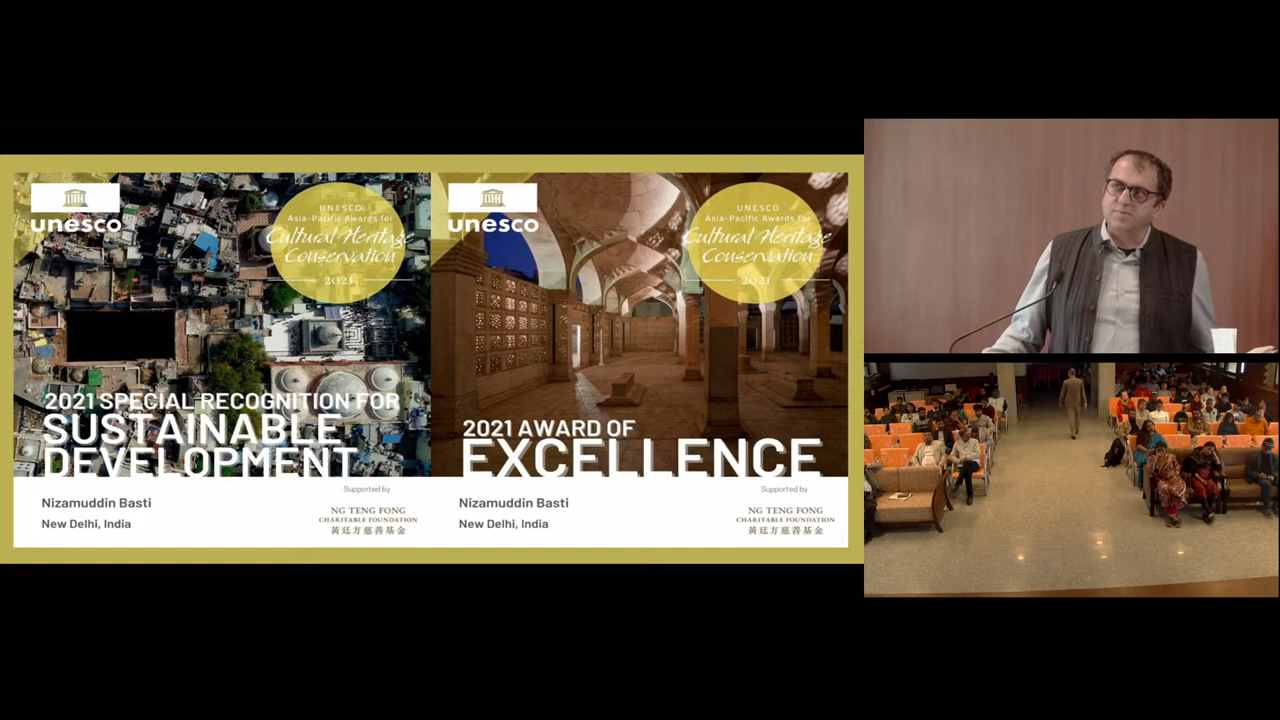 unesco
UNESCO
Asia-Pacific Awards for
Cultural Heritage
Conservation
2021
2021 SPECIAL RECOGNITION FOR
SUSTAINABLE
DEVELOPMENT
Nizamuddin Basti
New Delhi, India
Supported by
NG TENG FONG
CHARITABLE FOUNDATION
黃廷方慈善基金
unesco
UNESCO
Asia-Pacific Awards for
Cultural Heritage
Conservation
2021
2021 AWARD OF
EXCELLENCE
Nizamuddin Basti
New Delhi, India
Supported by
NG TENG FONG
CHARITABLE FOUNDATION
黃廷方慈善基金